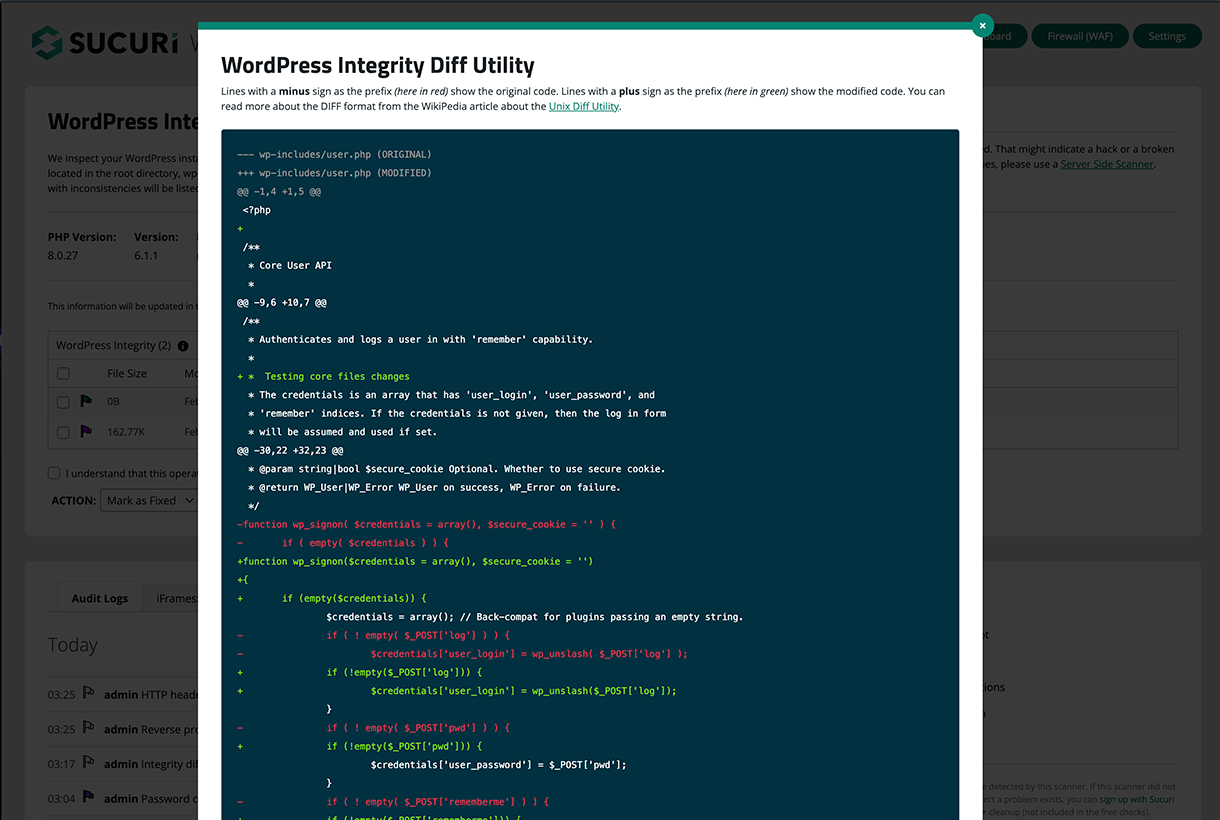 SUCURi W
board
Firewall (WAF)
Settings
×
WordPress Integrity Diff Utility
Lines with a minus sign as the prefix (here in red) show the original code. Lines with a plus sign as the prefix (here in green) show the modified code. You can
read more about the DIFF format from the WikiPedia article about the Unix Diff Utility.
WordPress Inte
We inspect your WordPress insta
located in the root directory, wp-
with inconsistencies will be listed
d. That might indicate a hack or a broken
es, please use a Server Side Scanner.
PHP Version: Version:
8.0.27 6.1.1
This information will be updated in
WordPress Integrity (2)
File Size Mo
0B Feb
162.77K Feb
I understand that this operat
ACTION: Mark as Fixed
--- wp-includes/user.php (ORIGINAL)
+++ wp-includes/user.php (MODIFIED)
@@ -1,4 +1,5 @@
<?php
+
/**
* Core User API
*
@@ -9,6 +10,7 @@
/**
* Authenticates and logs a user in with 'remember' capability.
*
+ * Testing core files changes
* The credentials is an array that has 'user_login', 'user_password', and
* 'remember' indices. If the credentials is not given, then the log in form
* will be assumed and used if set.
@@ -30,22 +32,23 @@
* @param string|bool $secure_cookie Optional. Whether to use secure cookie.
* @return WP_User|WP_Error WP_User on success, WP_Error on failure.
*/
-function wp_signon( $credentials = array(), $secure_cookie = '' ) {
- if ( empty( $credentials ) ) {
+function wp_signon($credentials = array(), $secure_cookie = '')
+{
+ if (empty($credentials)) {
$credentials = array(); // Back-compat for plugins passing an empty string.
- if ( ! empty( $_POST['log'] ) ) {
- $credentials['user_login'] = wp_unslash( $_POST['log'] );
+ if (!empty($_POST['log'])) {
+ $credentials['user_login'] = wp_unslash($_POST['log']);
}
- if ( ! empty( $_POST['pwd'] ) ) {
+ if (!empty($_POST['pwd'])) {
$credentials['user_password'] = $_POST['pwd'];
}
- if ( ! empty( $_POST['rememberme'] ) ) {
+ if (!empty($_POST['rememberme'])) {
Audit Logs iFrames:
Today
03:25 admin HTTP heade
03:25 admin Reverse pro
03:17 admin Integrity dif
03:04 admin Password c
ot
ions
n
e detected by this scanner. If this scanner did not
ect a problem exists, you can sign up with Sucuri
+ cleanup (not included in the free checks).